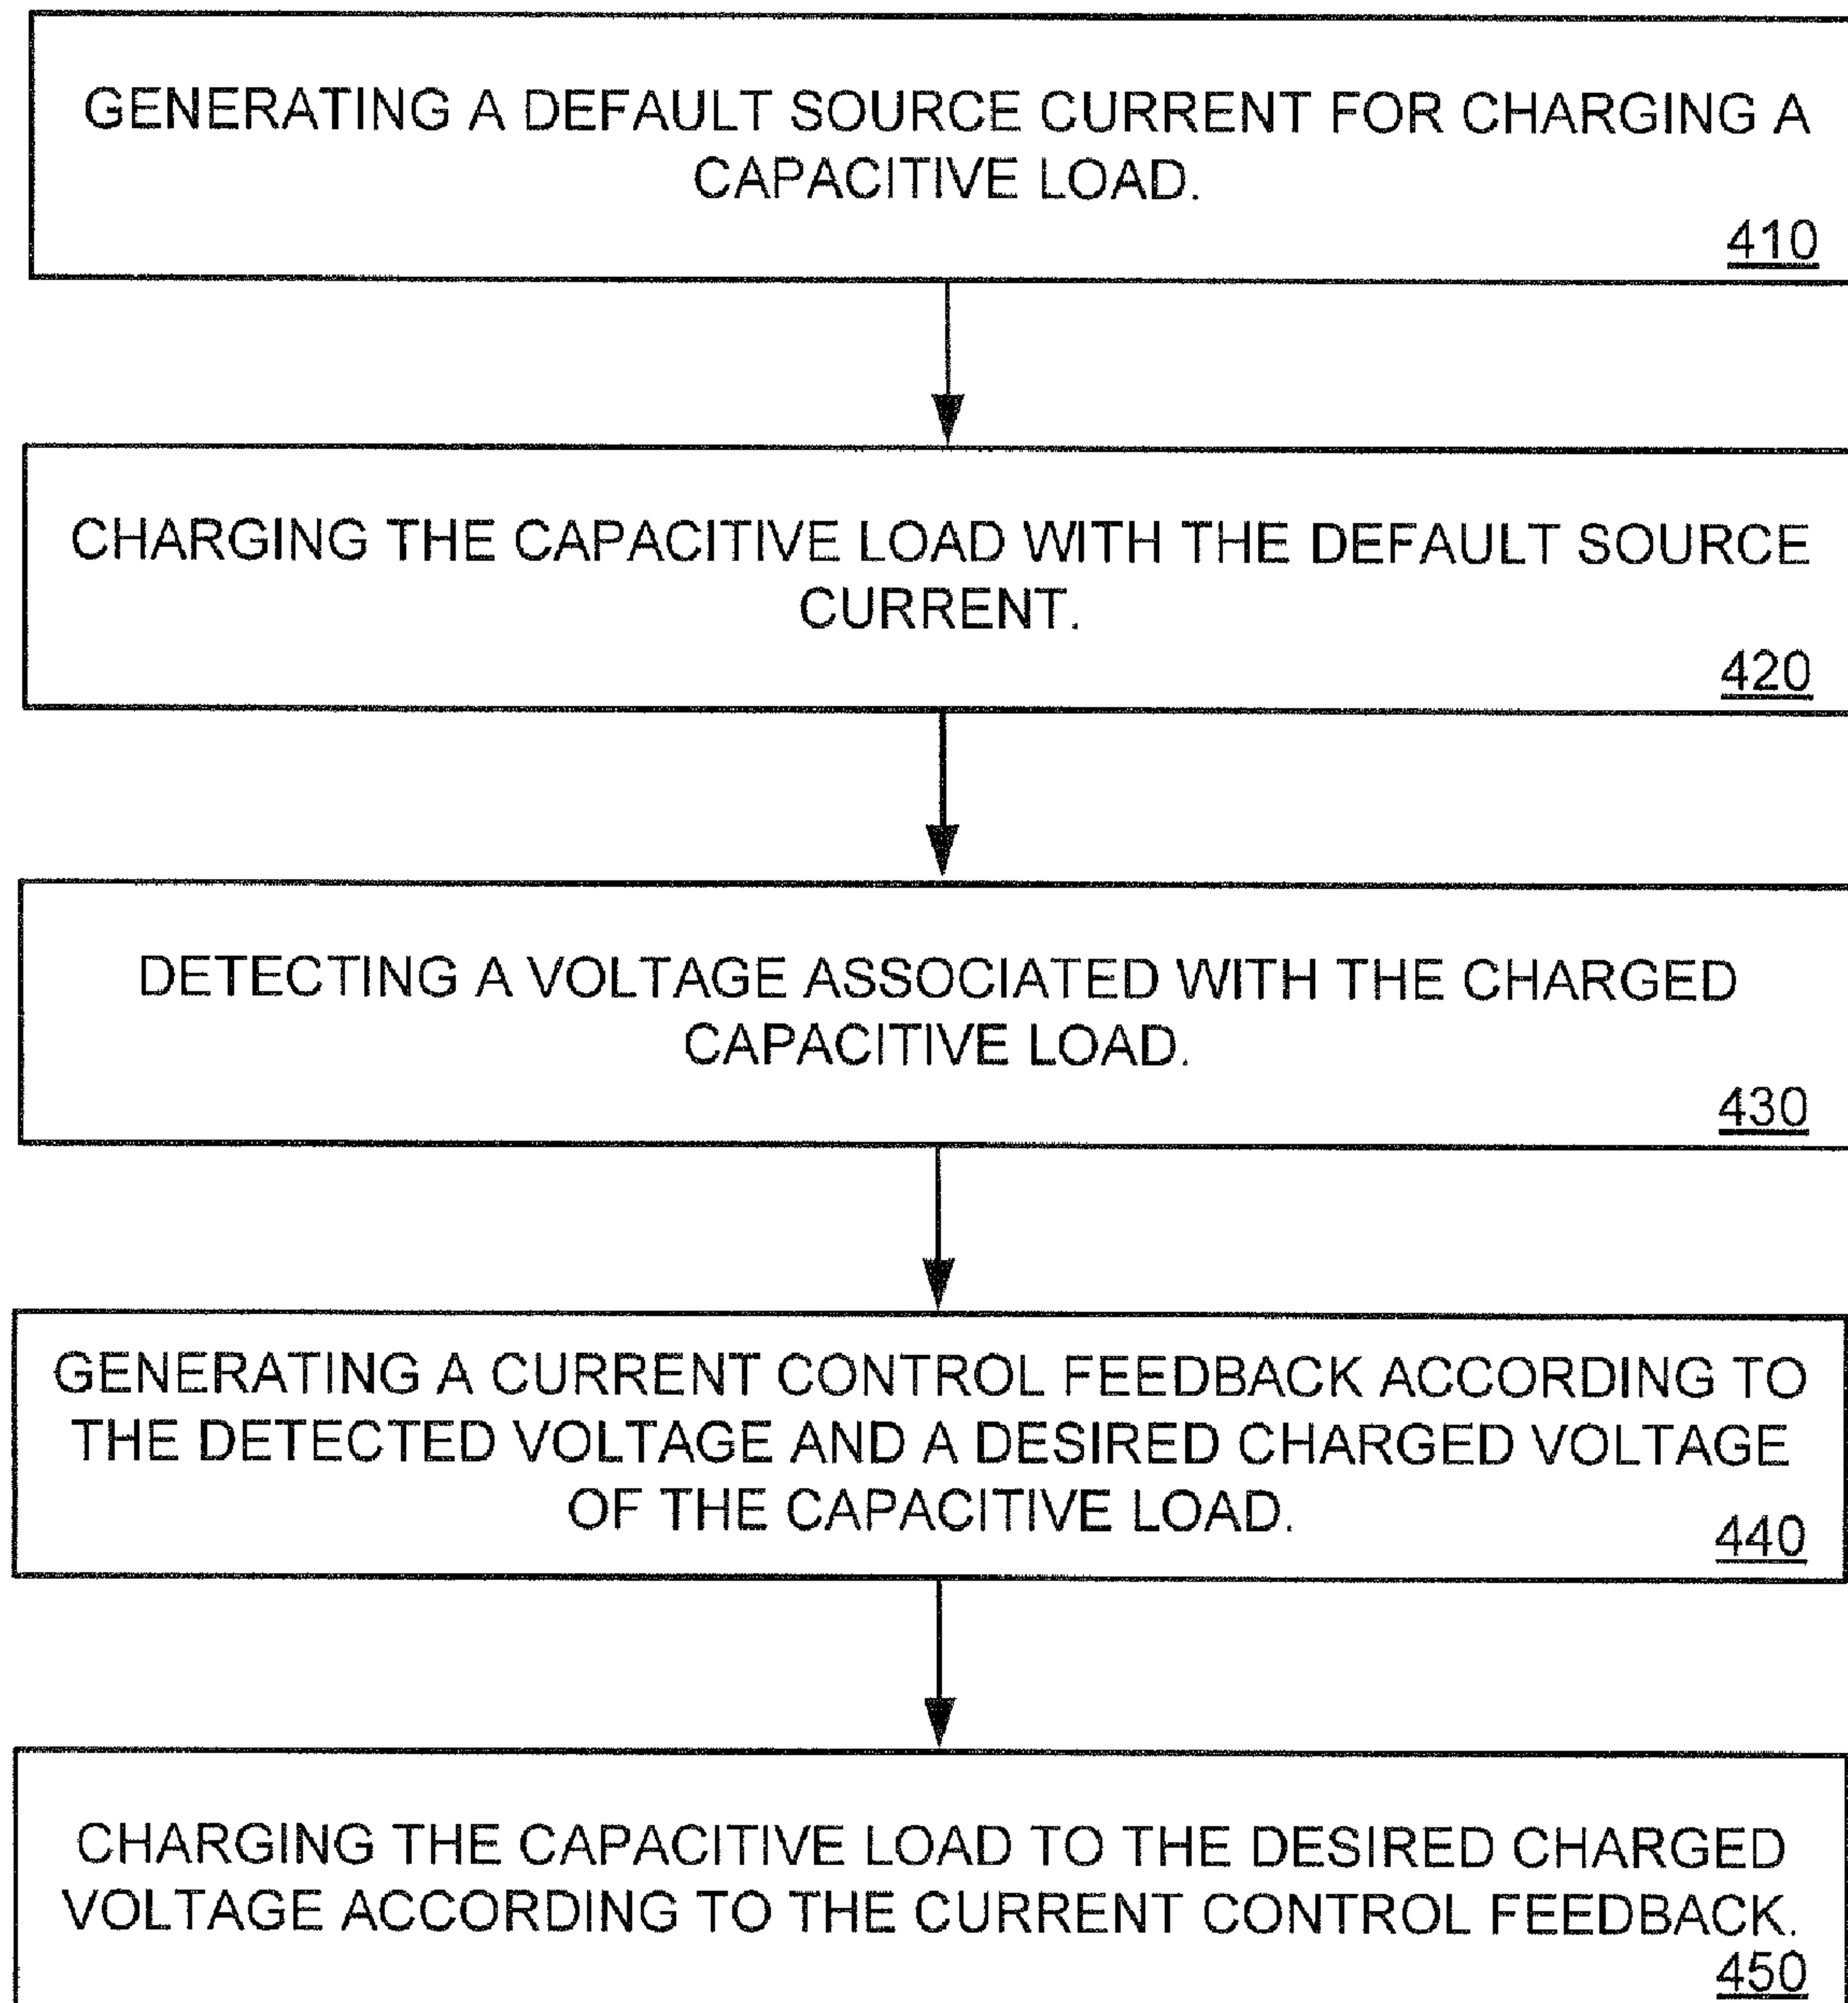 GENERATING A DEFAULT SOURCE CURRENT FOR CHARGING A
CAPACITIVE LOAD.
410
CHARGING THE CAPACITIVE LOAD WITH THE DEFAULT SOURCE
CURRENT.
420
DETECTING A VOLTAGE ASSOCIATED WITH THE CHARGED
CAPACITIVE LOAD.
430
GENERATING A CURRENT CONTROL FEEDBACK ACCORDING TO
THE DETECTED VOLTAGE AND A DESIRED CHARGED VOLTAGE
OF THE CAPACITIVE LOAD.
440
CHARGING THE CAPACITIVE LOAD TO THE DESIRED CHARGED
VOLTAGE ACCORDING TO THE CURRENT CONTROL FEEDBACK.
450